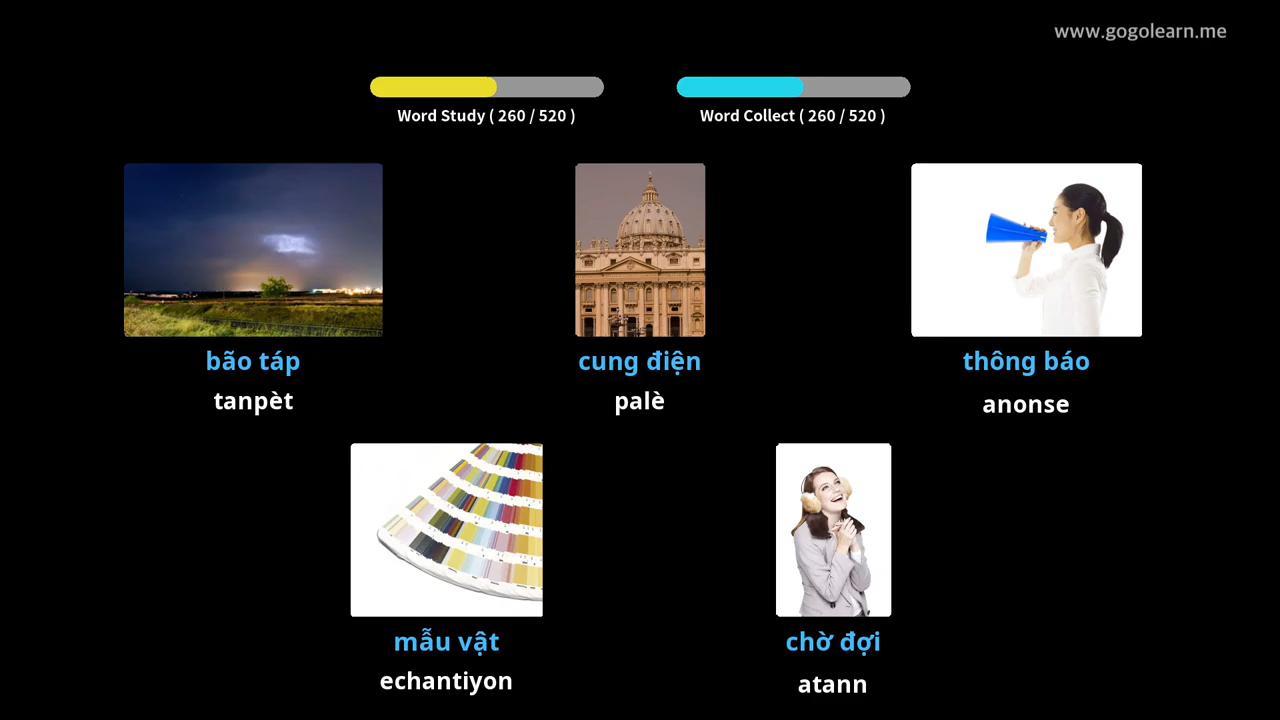 www.gogolearn.me
Word Study ( 260 / 520 )
Word Collect ( 260 / 520 )
bão táp
cung điện
thông báo
tanpèt
palè
anonse
mẫu vật
chờ đợi
echantiyon
atann